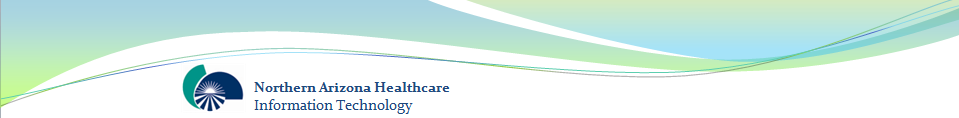 Northern Arizona Healthcare
Information Technology